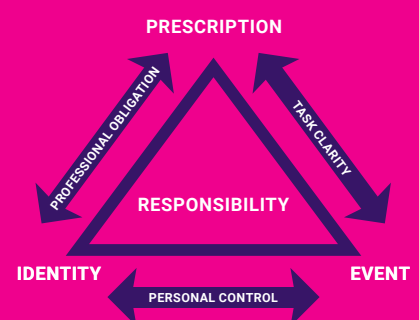 PRESCRIPTION
PROFESSIONAL OBLIGATION
TASK CLARITY
RESPONSIBILITY
IDENTITY
EVENT
PERSONAL CONTROL